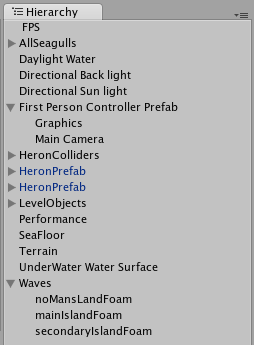 Hierarchy
FPS
AllSeagulls
Daylight Water
Directional Back light
Directional Sun light
First Person Controller Prefab
Graphics
Main Camera
HeronColliders
HeronPrefab
HeronPrefab
LevelObjects
Performance
SeaFloor
Terrain
UnderWater Water Surface
Waves
noMansLandFoam
mainIslandFoam
secondaryIslandFoam